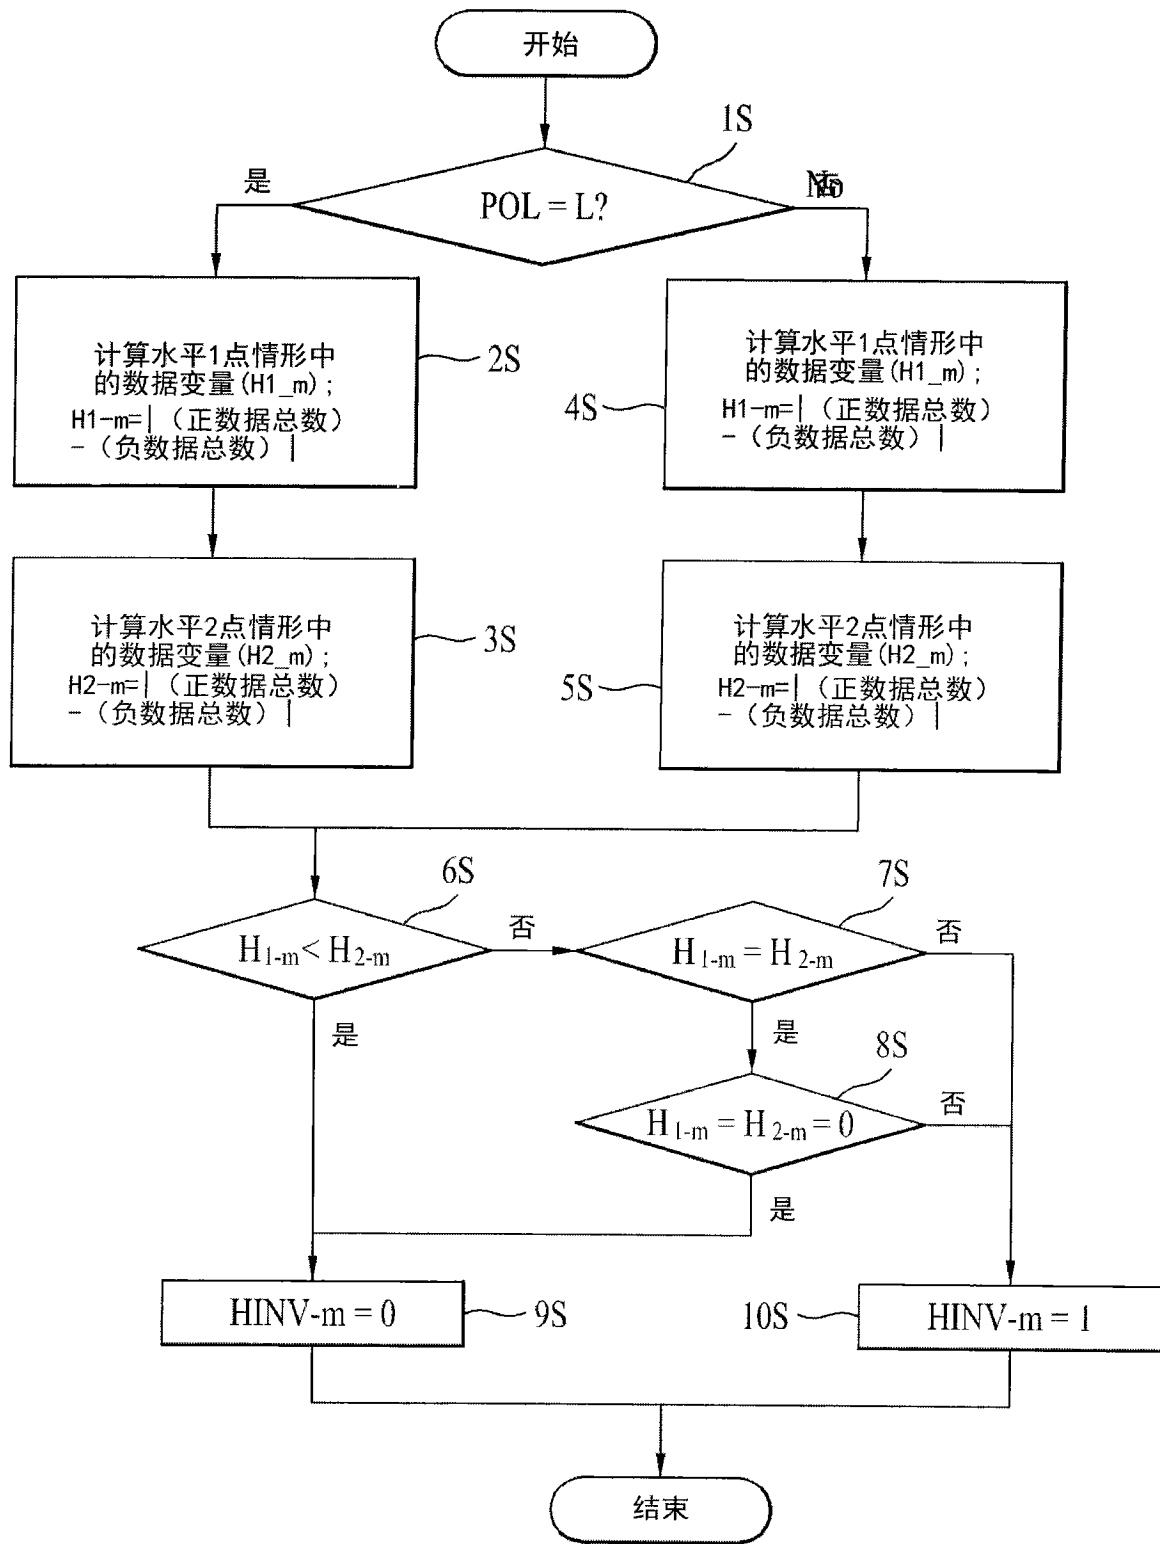 开始
1S
是
POL = L?
否
计算水平1点情形中
的数据变量(H1_m);
H1-m=|（正数据总数）
-（负数据总数）|
2S
计算水平1点情形中
的数据变量(H1_m);
H1-m=|（正数据总数）
-（负数据总数）|
4S
计算水平2点情形中
的数据变量(H2_m);
H2-m=|（正数据总数）
-（负数据总数）|
3S
计算水平2点情形中
的数据变量(H2_m);
H2-m=|（正数据总数）
-（负数据总数）|
5S
6S
7S
H1-m < H2-m
否
H1-m = H2-m
否
是
是
8S
H1-m = H2-m = 0
否
是
HINV-m = 0
9S
10S
HINV-m = 1
结束